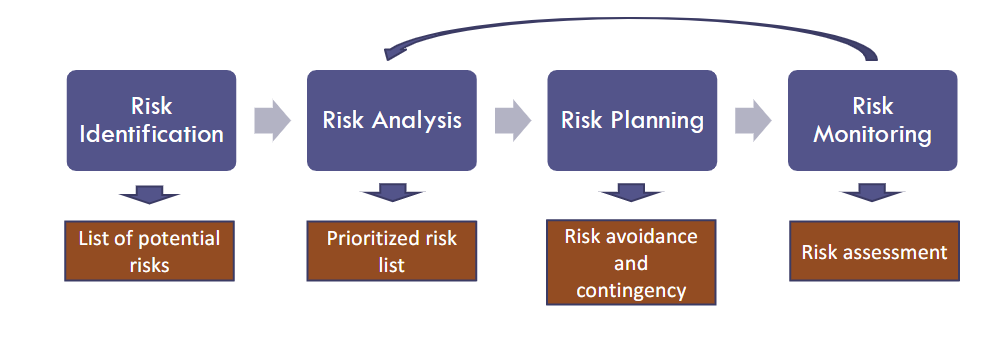 Risk
Identification
Risk Analysis
Risk Planning
Risk
Monitoring
List of potential
risks
Prioritized risk
list
Risk avoidance
and
contingency
Risk assessment